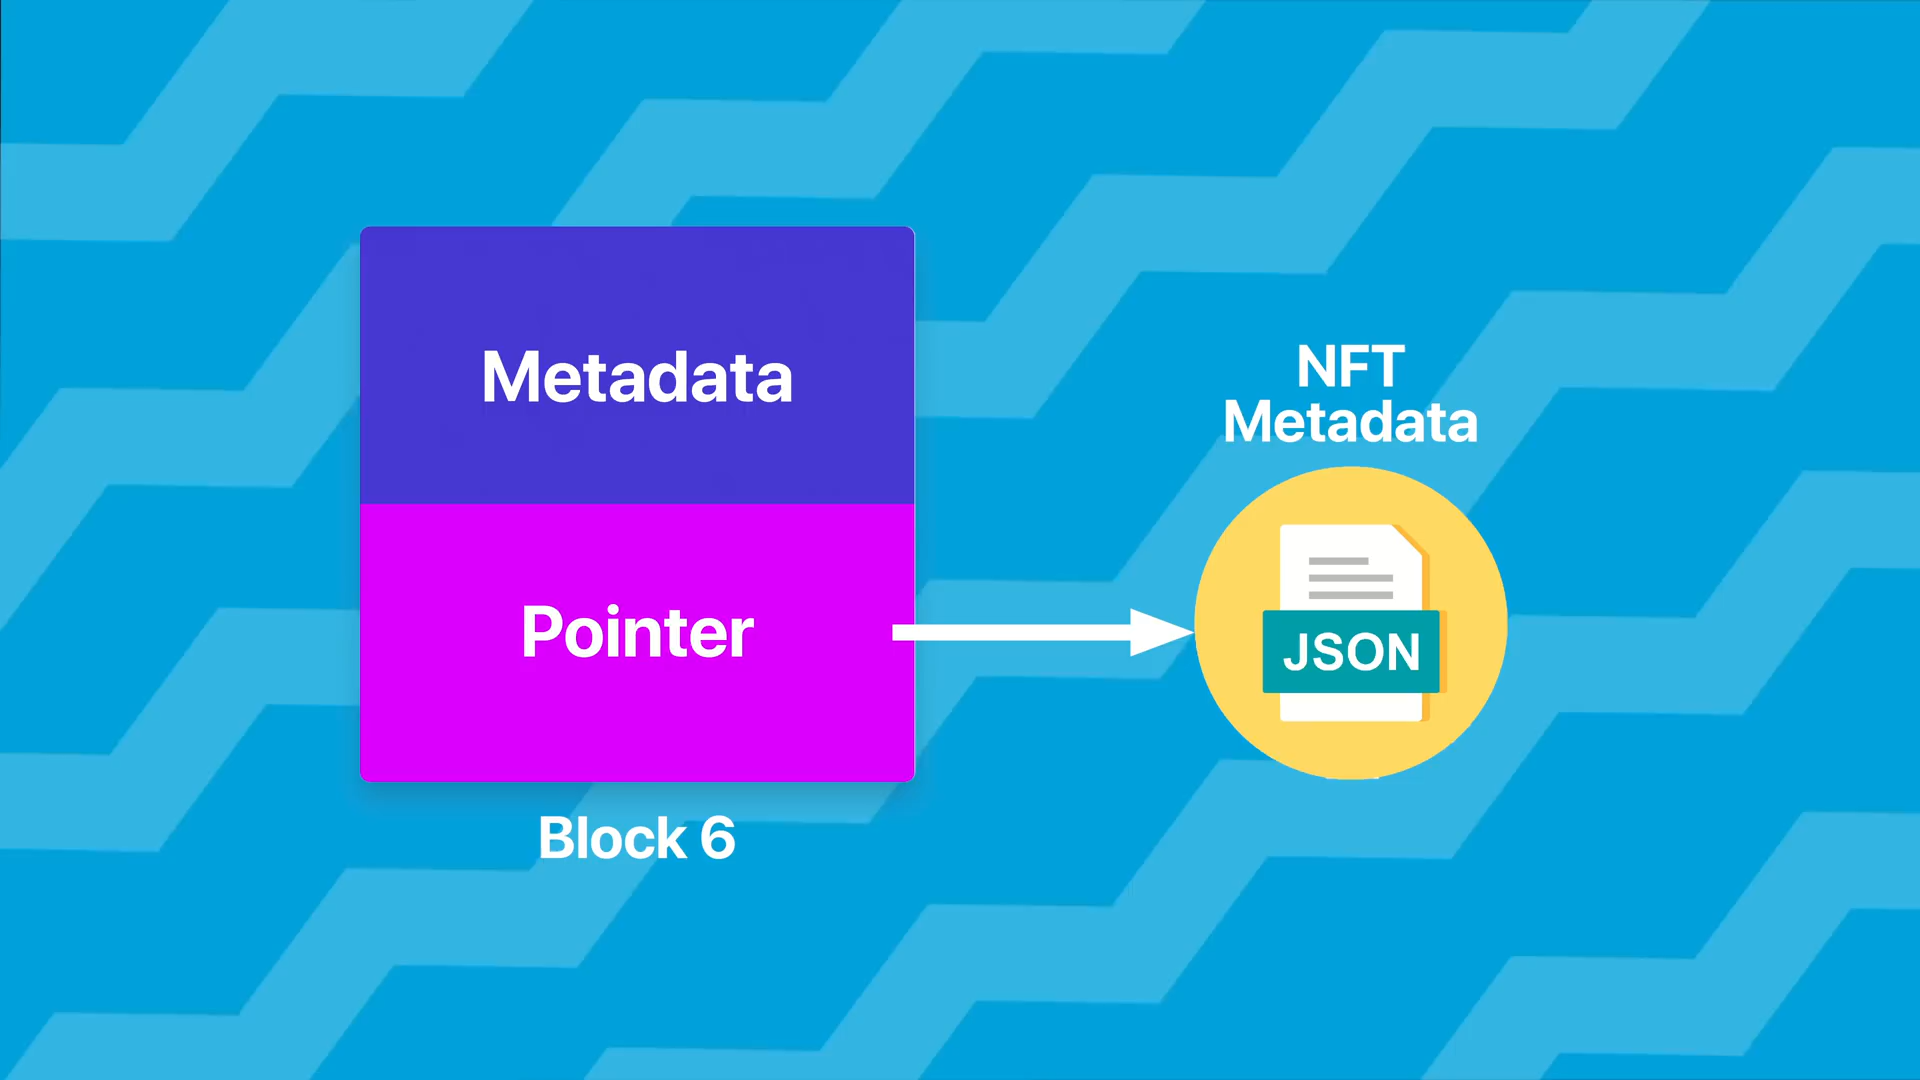 Metadata
Pointer
Block 6
NFT
Metadata
JSON